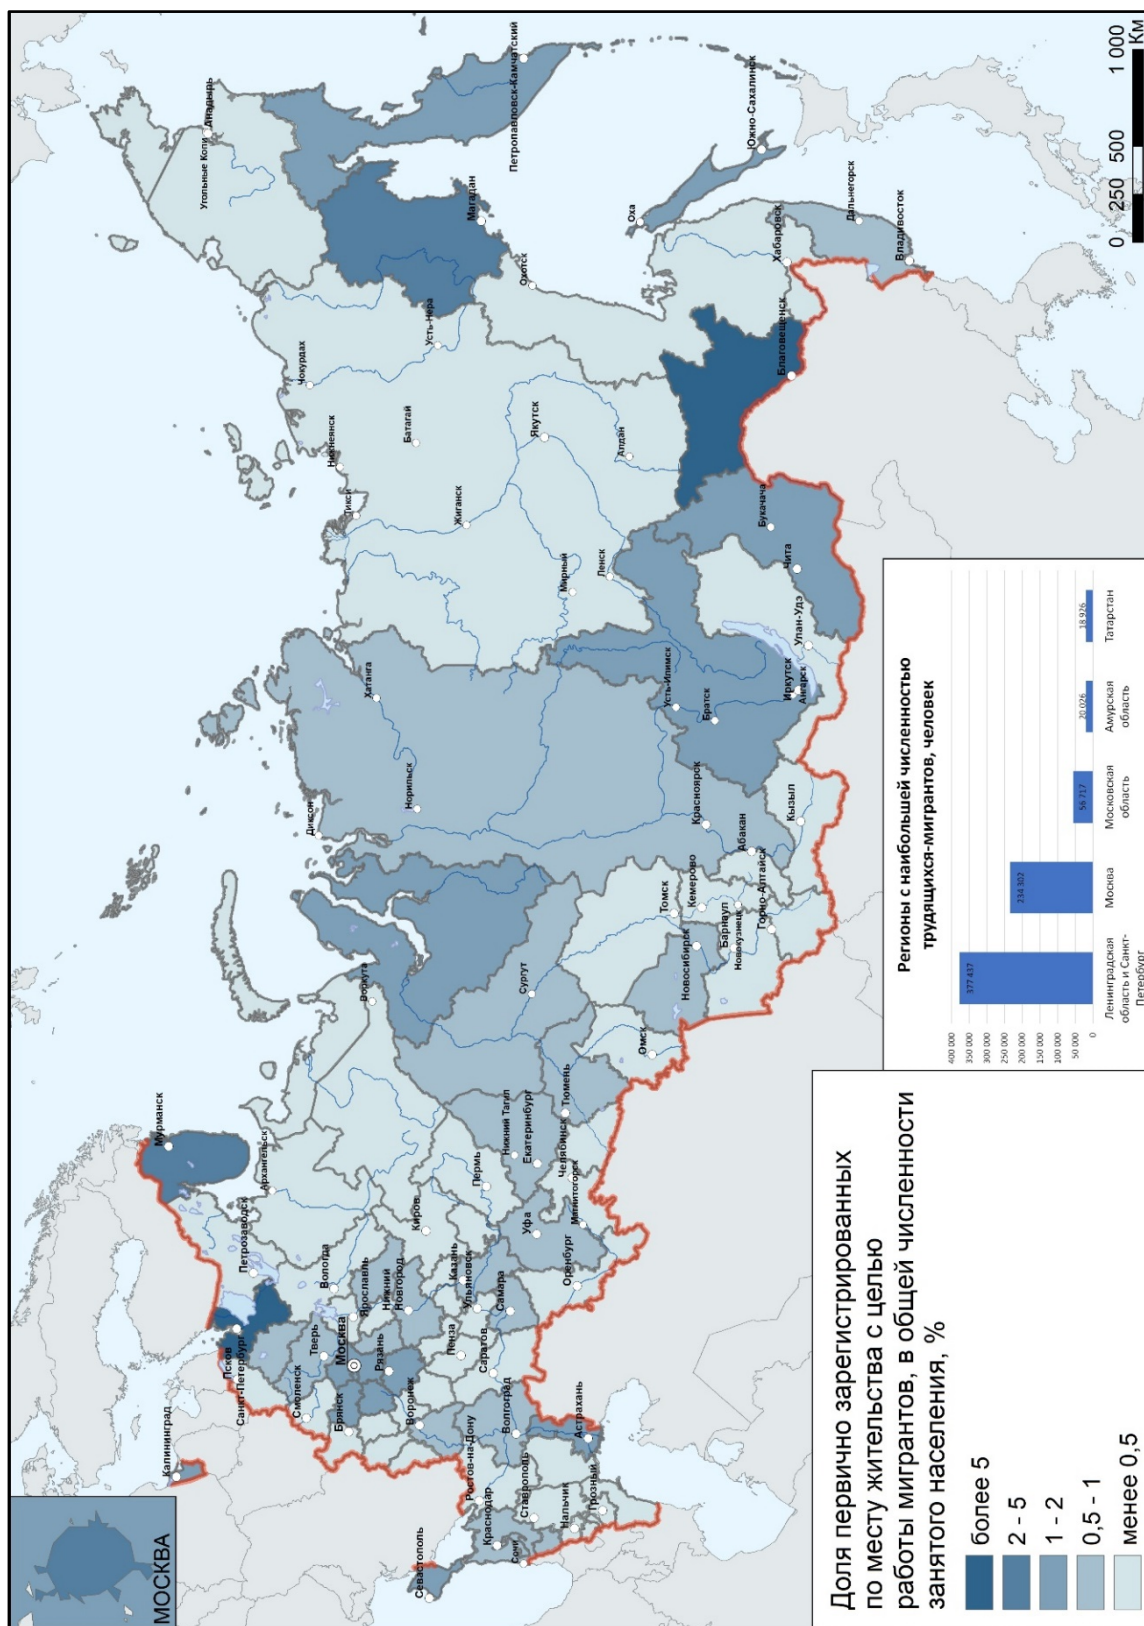 МОСКВА
Калининград
Мурманск
Псков
Санкт-Петербург
Петрозаводск
Архангельск
Воркута
Диксон
Хатанга
Норильск
Тикси
Нижнеянск
Чокурдах
Батагай
Усть-Нера
Жиганск
Якутск
Мирный
Ленск
Алдан
Угольные Копи
Анадырь
Магадан
Охотск
Петропавловск-Камчатский
Оха
Южно-Сахалинск
Хабаровск
Дальнегорск
Владивосток
Благовещенск
Букачача
Чита
Улан-Удэ
Иркутск
Ангарск
Усть-Илимск
Братск
Красноярск
Абакан
Кызыл
Томск
Кемерово
Барнаул
Новокузнецк
Горно-Алтайск
Новосибирск
Сургут
Омск
Тюмень
Нижний Тагил
Екатеринбург
Челябинск
Магнитогорск
Пермь
Киров
Уфа
Оренбург
Вологда
Ярославль
Нижний
Новгород
Казань
Ульяновск
Самара
Тверь
Москва
Рязань
Пенза
Саратов
Смоленск
Брянск
Воронеж
Волгоград
Астрахань
Ростов-на-Дону
Краснодар
Ставрополь
Сочи
Нальчик
Грозный
Севастополь
0 250 500 1 000
Км
Доля первично зарегистрированных
по месту жительства с целью
работы мигрантов, в общей численности
занятого населения, %
более 5
2 - 5
1 - 2
0,5 - 1
менее 0,5
Регионы с наибольшей численностью
трудящихся-мигрантов, человек
400 000
350 000
300 000
250 000
200 000
150 000
100 000
50 000
0
377 437
234 302
56 717
20 026
18 926
Ленинградская
область и Санкт-
Петербург
Москва
Московская
область
Амурская
область
Татарстан